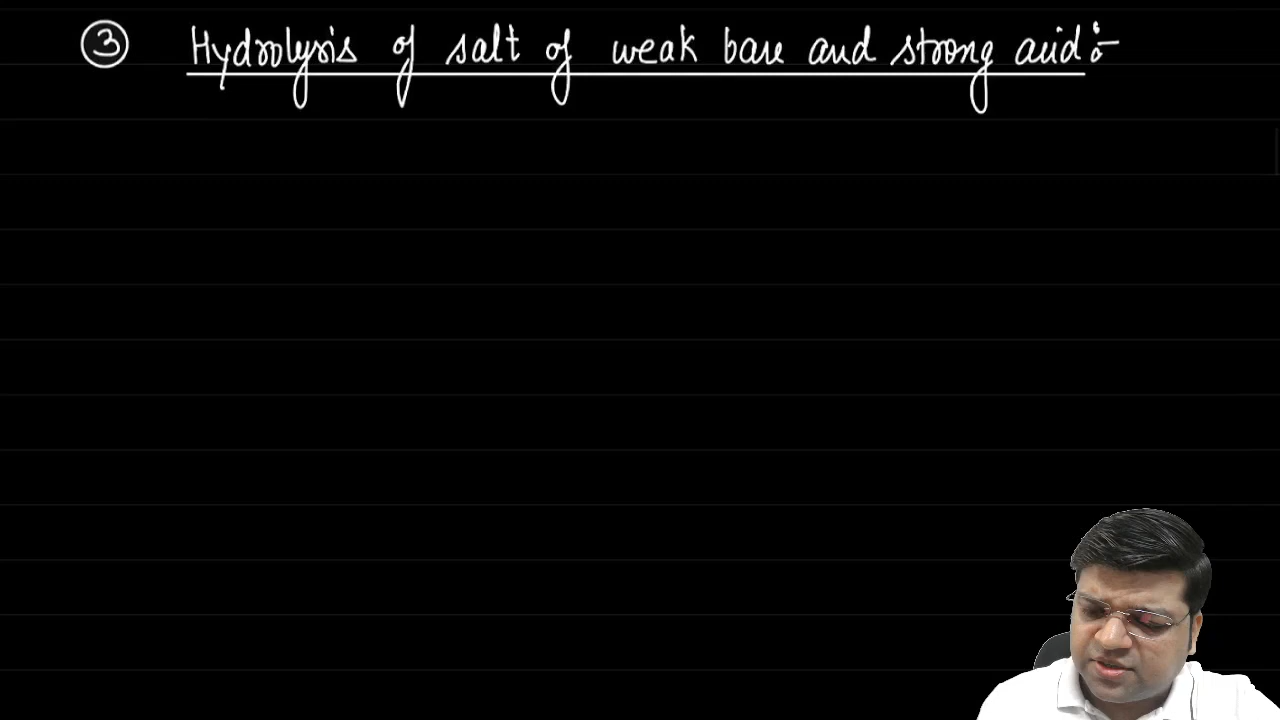 ③ Hydrolysis of salt of weak base and strong acid:-